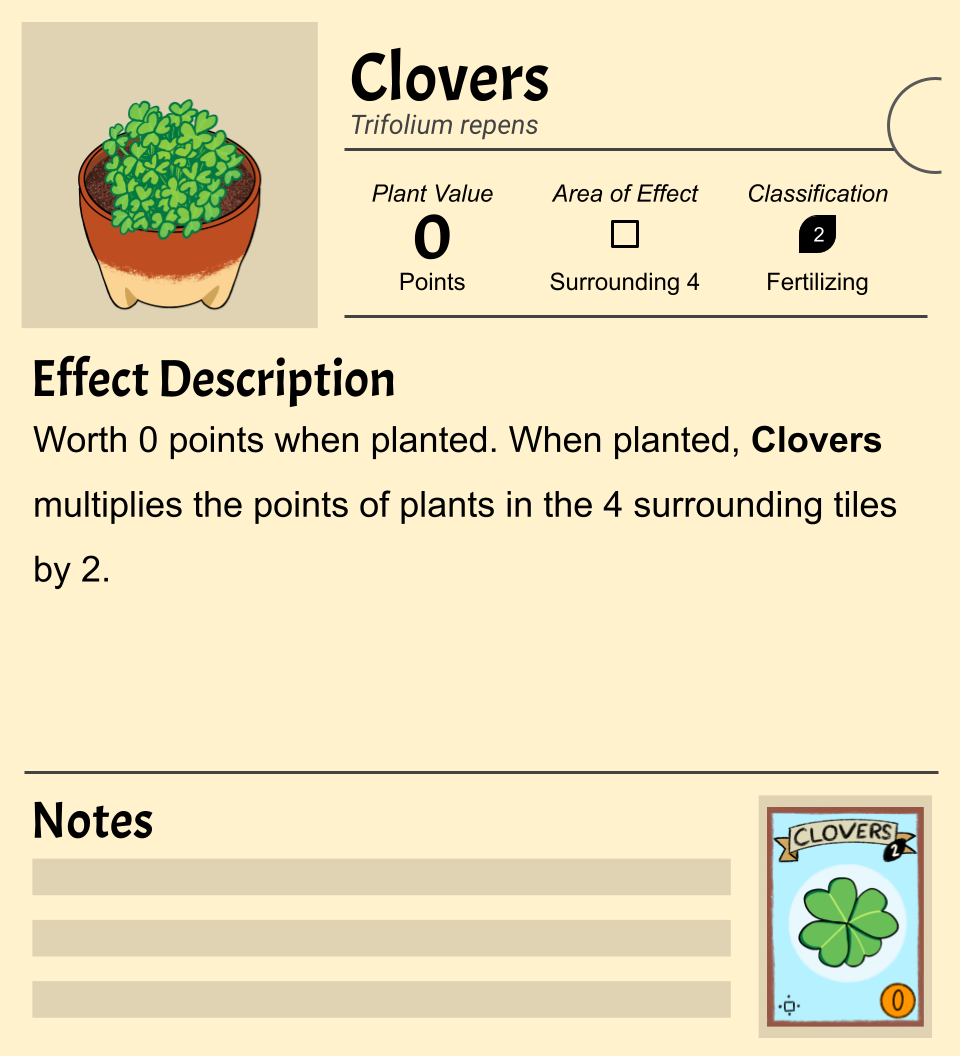 Clovers
Trifolium repens
Plant Value
0
Points
Area of Effect
Surrounding 4
Classification
2
Fertilizing
Effect Description
Worth 0 points when planted. When planted, Clovers
multiplies the points of plants in the 4 surrounding tiles
by 2.
Notes
CLOVERS
2
0